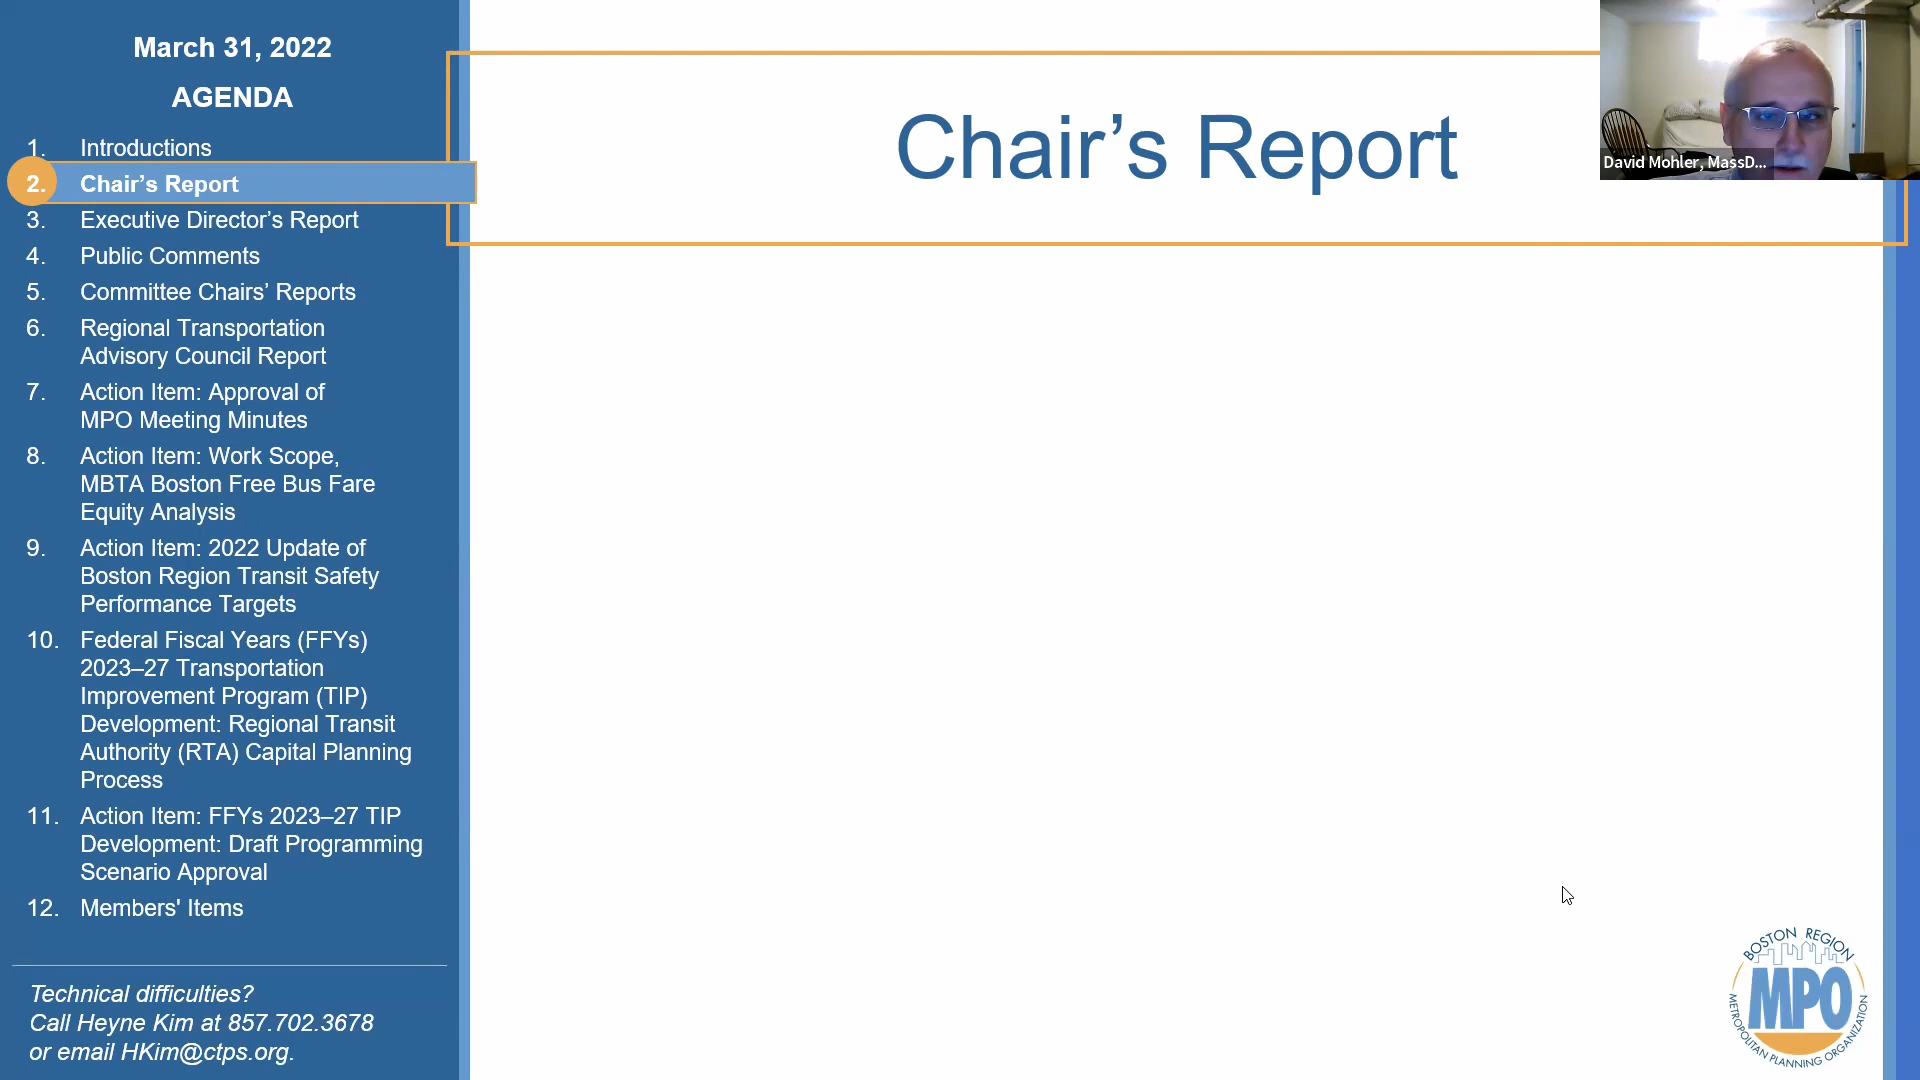 March 31, 2022
AGENDA
1. Introductions
2. Chair’s Report
3. Executive Director’s Report
4. Public Comments
5. Committee Chairs’ Reports
6. Regional Transportation
Advisory Council Report
7. Action Item: Approval of
MPO Meeting Minutes
8. Action Item: Work Scope,
MBTA Boston Free Bus Fare
Equity Analysis
9. Action Item: 2022 Update of
Boston Region Transit Safety
Performance Targets
10. Federal Fiscal Years (FFYs)
2023–27 Transportation
Improvement Program (TIP)
Development: Regional Transit
Authority (RTA) Capital Planning
Process
11. Action Item: FFYs 2023–27 TIP
Development: Draft Programming
Scenario Approval
12. Members' Items
Technical difficulties?
Call Heyne Kim at 857.702.3678
or email HKim@ctps.org.
Chair’s Report
David Mohler, MassD...
BOSTON REGION
MPO
METROPOLITAN PLANNING ORGANIZATION